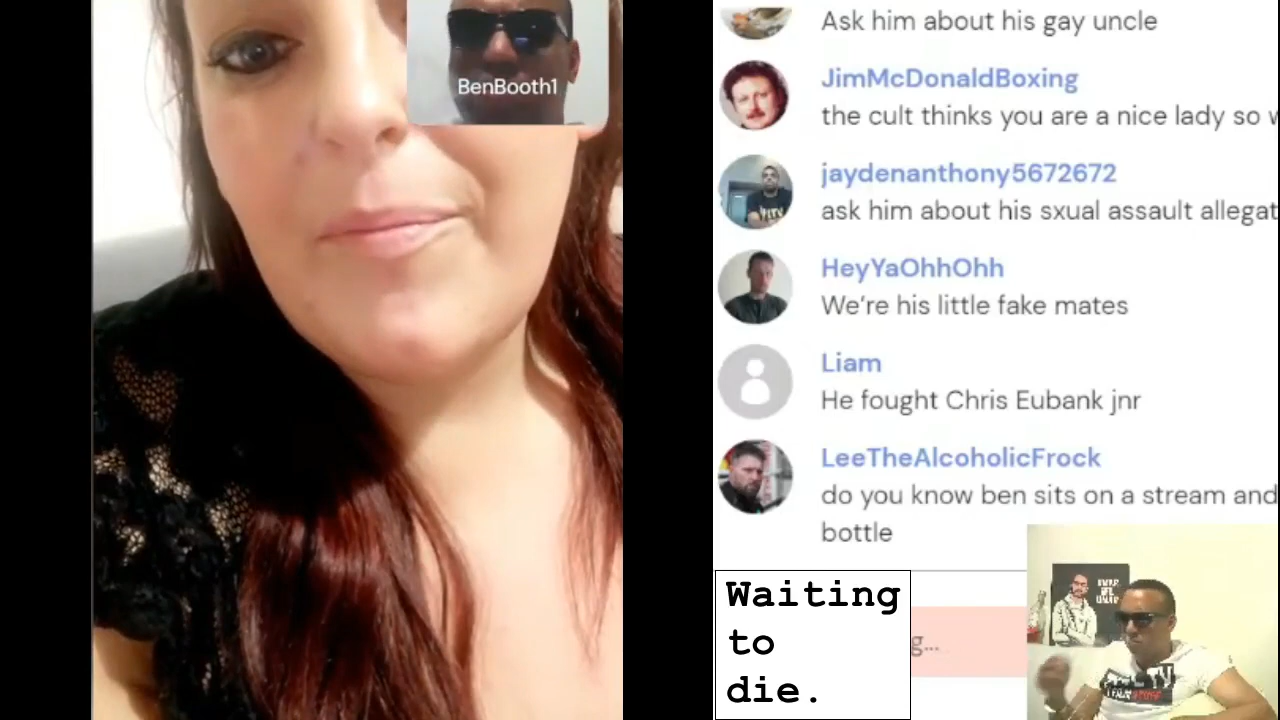 BenBooth1
Ask him about his gay uncle
JimMcDonaldBoxing
the cult thinks you are a nice lady so
jaydenanthony5672672
ask him about his sxual assault
HeyYaOhhOhh
We're his little fake mates
Liam
He fought Chris Eubank jnr
LeeTheAlcoholicFrock
do you know ben sits on a stream and
bottle
Waiting
to
die.